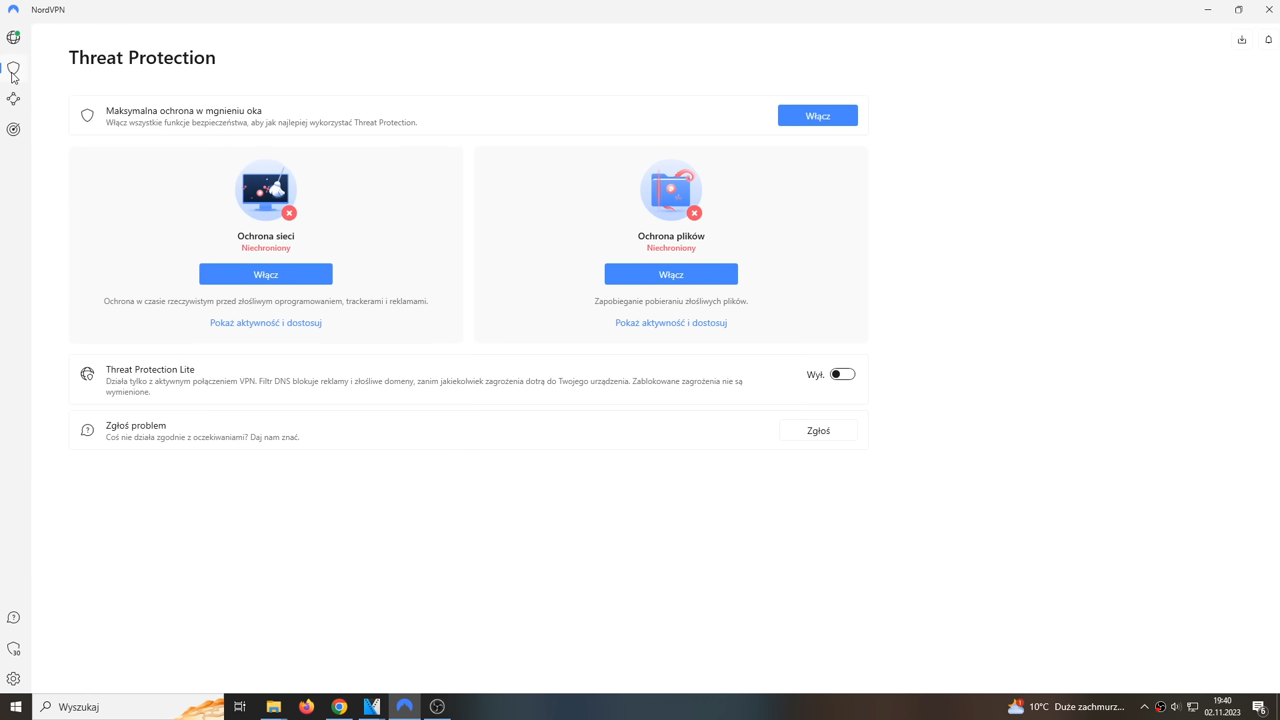 NordVPN
Threat Protection
Maksymalna ochrona w mgnieniu oka
Włącz wszystkie funkcje bezpieczeństwa, aby jak najlepiej wykorzystać Threat Protection.
Włącz
Ochrona sieci
Niechroniony
Włącz
Ochrona w czasie rzeczywistym przed złośliwym oprogramowaniem, trackerami i reklamami.
Pokaż aktywność i dostosuj
Ochrona plików
Niechroniony
Włącz
Zapobieganie pobieraniu złośliwych plików.
Pokaż aktywność i dostosuj
Threat Protection Lite
Działa tylko z aktywnym połączeniem VPN. Filtr DNS blokuje reklamy i złośliwe domeny, zanim jakiekolwiek zagrożenia dotrą do Twojego urządzenia. Zablokowane zagrożenia nie są
wymienione.
Wył.
Zgłoś problem
Coś nie działa zgodnie z oczekiwaniami? Daj nam znać.
Zgłoś
30
Wyszukaj
10°C Duże zachmurz...
19:40
02.11.2023
6